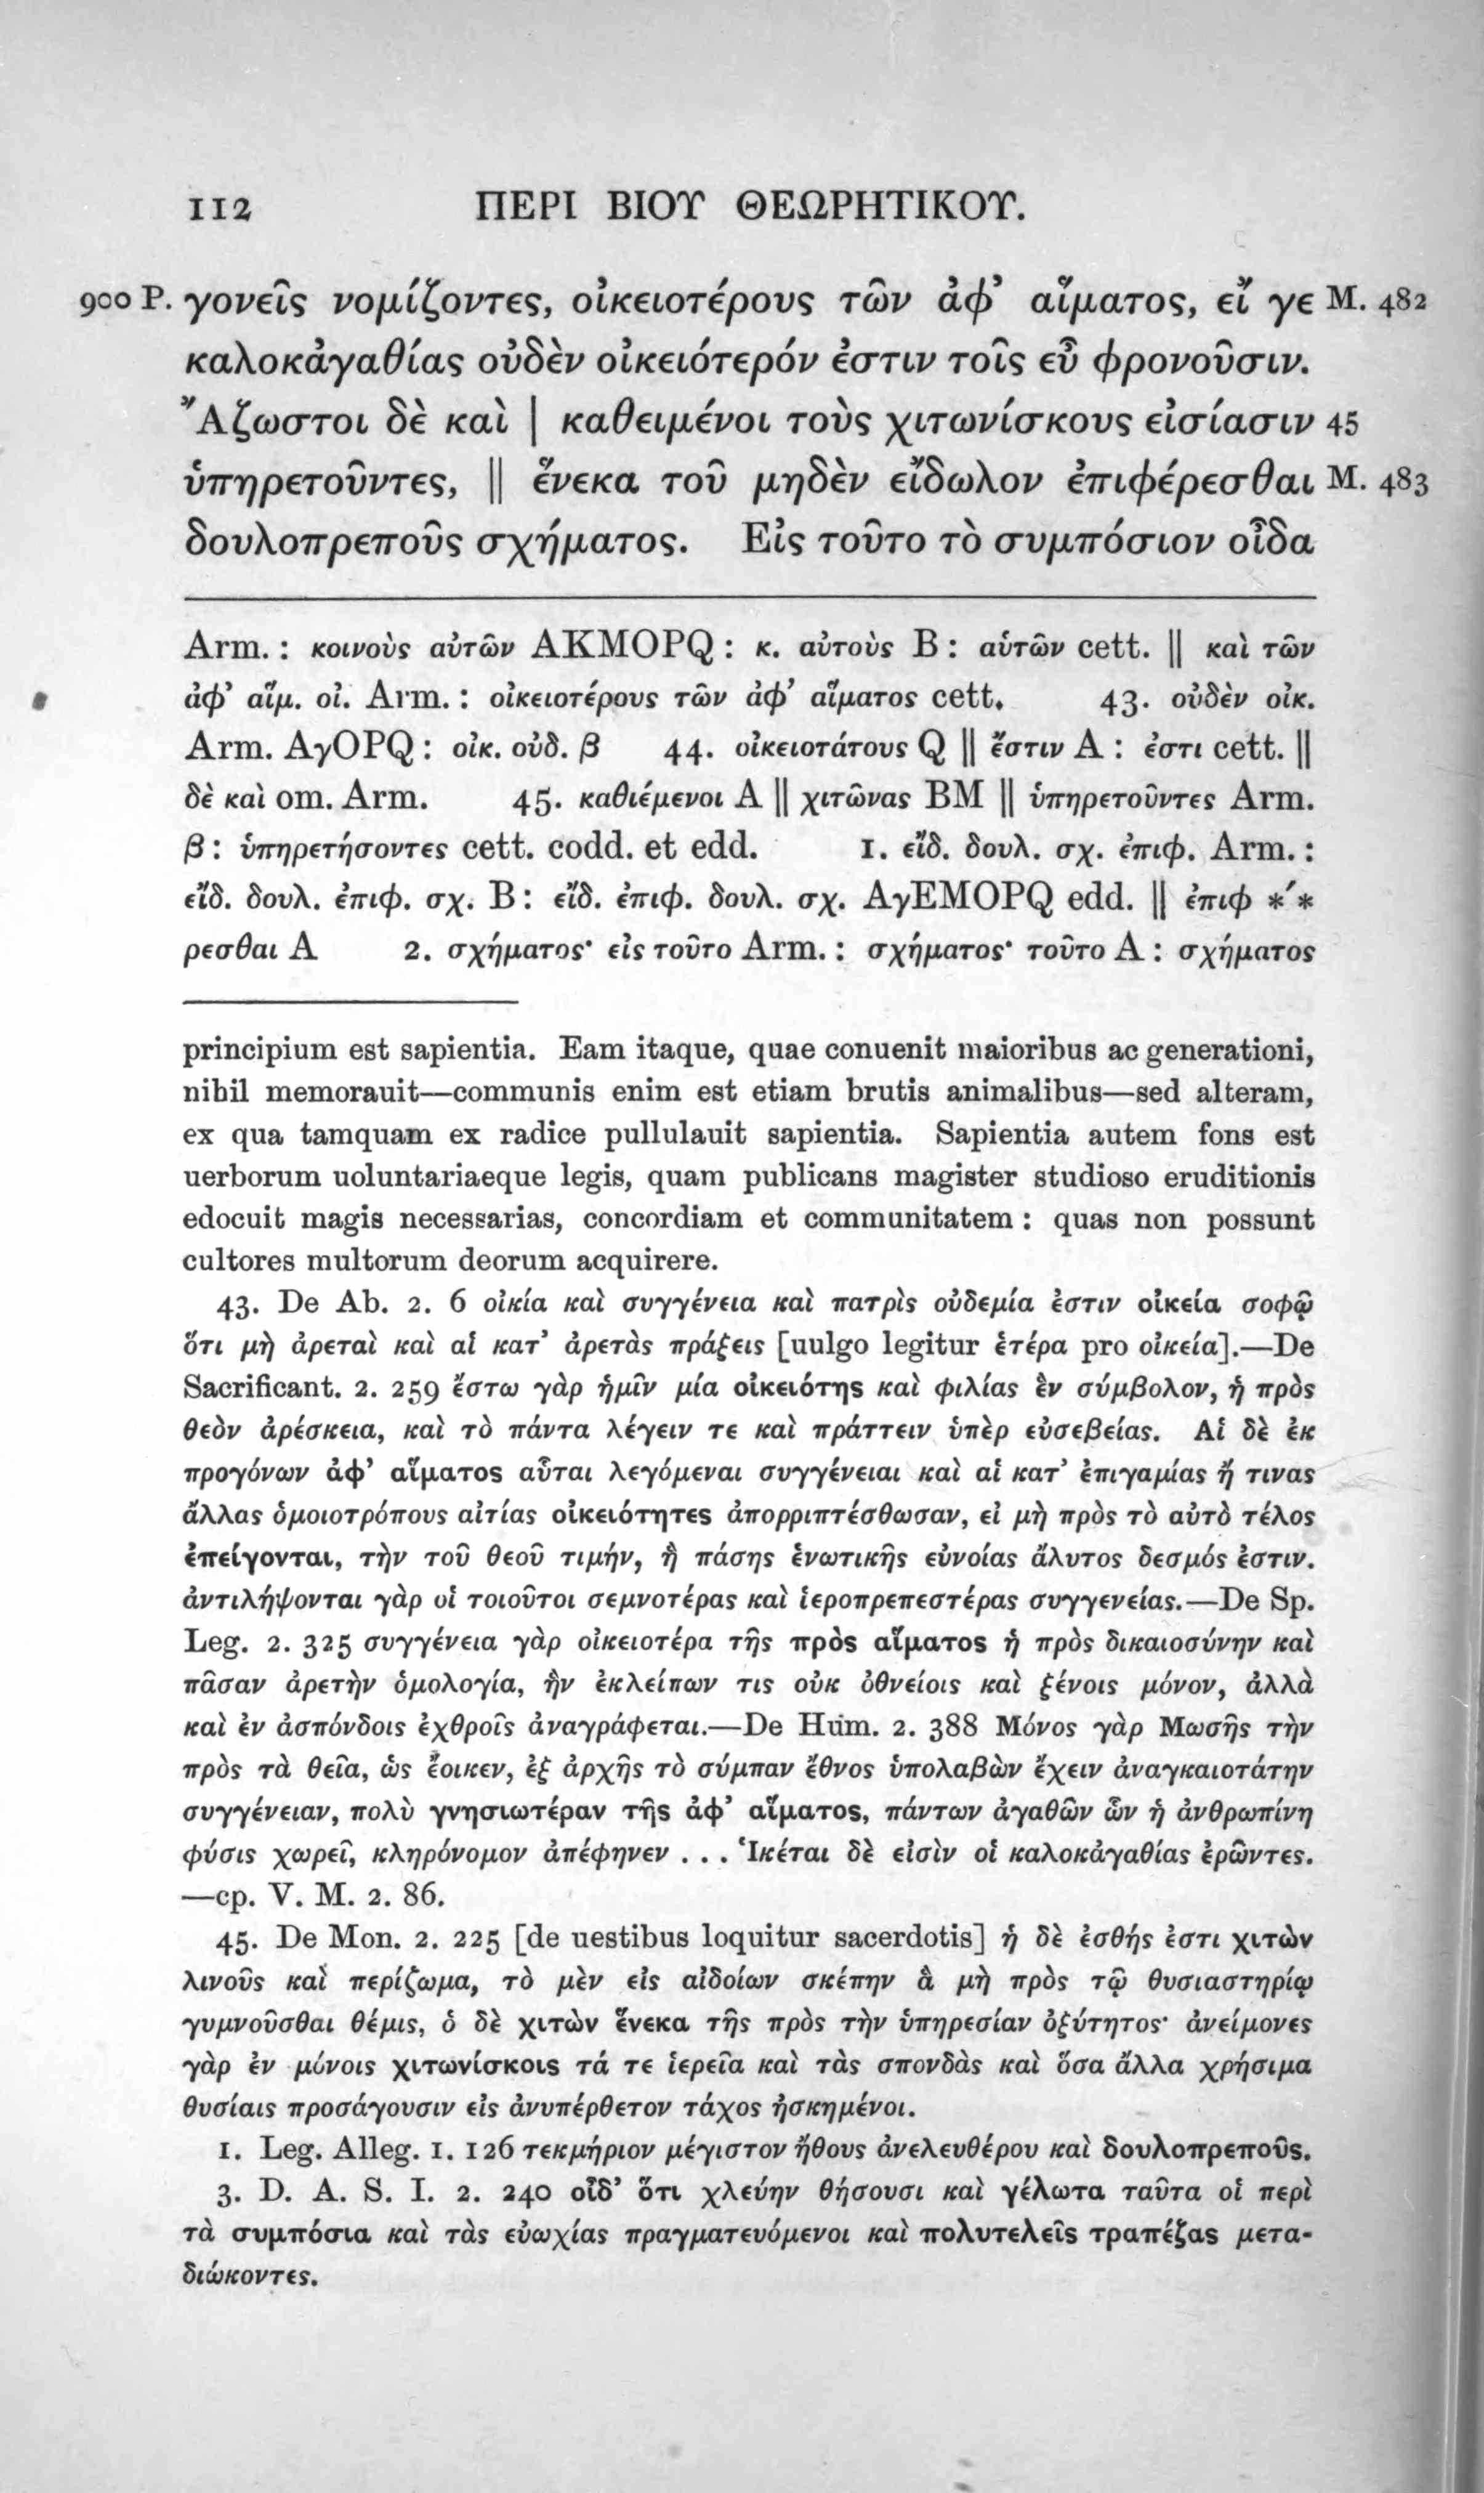 112 ΠΕΡΙ ΒΙΟΥ ΘΕΩΡΗΤΙΚΟΥ.
900 P. γονεῖς νομίζοντες, οἰκειοτέρους τῶν ἀφ’ αἵματος, εἴ γε M. 482
καλοκἀγαθίας οὐδὲν οἰκειότερόν ἐστιν τοῖς εὖ φρονοῦσιν.
Ἄζωστοι δὲ καὶ | καθειμένοι τοὺς χιτωνίσκους εἰσίασιν 45
ὑπηρετοῦντες, || ἕνεκα τοῦ μηδὲν εἴδωλον ἐπιφέρεσθαι M. 483
δουλοπρεποῦς σχήματος. Εἰς τοῦτο τὸ συμπόσιον οἶδα
Arm. : κοινοὺς αὐτῶν AKMOPQ : κ. αὐτοὺς B : αὑτῶν cett. || καὶ τῶν
ἀφ’ αἵμ. οἰ. Arm. : οἰκειοτέρους τῶν ἀφ’ αἵματος cett. 43. οὐδὲν οἰκ.
Arm. AγOPQ : οἰκ. οὐδ. β 44. οἰκειοτάτους Q || ἔστιν A : ἐστι cett. ||
δὲ καὶ om. Arm. 45. καθιέμενοι A || χιτῶνας BM || ὑπηρετοῦντες Arm.
β : ὑπηρετήσοντες cett. codd. et edd. 1. εἴδ. δουλ. σχ. ἐπιφ. Arm. :
εἴδ. δουλ. ἐπιφ. σχ. B : εἴδ. ἐπιφ. δουλ. σχ. AγEMOPQ edd. || ἐπιφ *´*
ρεσθαι A 2. σχήματος· εἰς τοῦτο Arm. : σχήματος· τοῦτο A : σχήματος
principium est sapientia. Eam itaque, quae conuenit maioribus ac generationi,
nihil memorauit—communis enim est etiam brutis animalibus—sed alteram,
ex qua tamquam ex radice pullulauit sapientia. Sapientia autem fons est
uerborum uoluntariaeque legis, quam publicans magister studioso eruditionis
edocuit magis necessarias, concordiam et communitatem : quas non possunt
cultores multorum deorum acquirere.
43. De Ab. 2. 6 οἰκία καὶ συγγένεια καὶ πατρὶς οὐδεμία ἐστιν οἰκεία σοφῷ
ὅτι μὴ ἀρεταὶ καὶ αἱ κατ’ ἀρετὰς πράξεις [uulgo legitur ἑτέρα pro οἰκεία].—De
Sacrificant. 2. 259 ἔστω γὰρ ἡμῖν μία οἰκειότης καὶ φιλίας ἓν σύμβολον, ἡ πρὸς
θεὸν ἀρέσκεια, καὶ τὸ πάντα λέγειν τε καὶ πράττειν ὑπὲρ εὐσεβείας. Αἱ δὲ ἐκ
προγόνων ἀφ’ αἵματος αὗται λεγόμεναι συγγένειαι καὶ αἱ κατ’ ἐπιγαμίας ἤ τινας
ἄλλας ὁμοιοτρόπους αἰτίας οἰκειότητες ἀπορριπτέσθωσαν, εἰ μὴ πρὸς τὸ αὐτὸ τέλος
ἐπείγονται, τὴν τοῦ θεοῦ τιμήν, ἣ πάσης ἑνωτικῆς εὐνοίας ἄλυτος δεσμός ἐστιν.
ἀντιλήψονται γὰρ οἱ τοιοῦτοι σεμνοτέρας καὶ ἱεροπρεπεστέρας συγγενείας.—De Sp.
Leg. 2. 325 συγγένεια γὰρ οἰκειοτέρα τῆς πρὸς αἵματος ἡ πρὸς δικαιοσύνην καὶ
πᾶσαν ἀρετὴν ὁμολογία, ἣν ἐκλείπων τις οὐκ ὀθνείοις καὶ ξένοις μόνον, ἀλλὰ
καὶ ἐν ἀσπόνδοις ἐχθροῖς ἀναγράφεται.—De Hum. 2. 388 Μόνος γὰρ Μωσῆς τὴν
πρὸς τὰ θεῖα, ὡς ἔοικεν, ἐξ ἀρχῆς τὸ σύμπαν ἔθνος ὑπολαβὼν ἔχειν ἀναγκαιοτάτην
συγγένειαν, πολὺ γνησιωτέραν τῆς ἀφ’ αἵματος, πάντων ἀγαθῶν ὧν ἡ ἀνθρωπίνη
φύσις χωρεῖ, κληρόνομον ἀπέφηνεν . . . Ἱκέται δὲ εἰσὶν οἱ καλοκἀγαθίας ἐρῶντες.
—cp. V. M. 2. 86.
45. De Mon. 2. 225 [de uestibus loquitur sacerdotis] ἡ δὲ ἐσθής ἐστι χιτὼν
λινοῦς καὶ περίζωμα, τὸ μὲν εἰς αἰδοίων σκέπην ἃ μὴ πρὸς τῷ θυσιαστηρίῳ
γυμνοῦσθαι θέμις, ὁ δὲ χιτὼν ἕνεκα τῆς πρὸς τὴν ὑπηρεσίαν ὀξύτητος· ἀνείμονες
γὰρ ἐν μόνοις χιτωνίσκοις τά τε ἱερεῖα καὶ τὰς σπονδὰς καὶ ὅσα ἄλλα χρήσιμα
θυσίαις προσάγουσιν εἰς ἀνυπέρθετον τάχος ἠσκημένοι.
1. Leg. Alleg. 1. 126 τεκμήριον μέγιστον ἤθους ἀνελευθέρου καὶ δουλοπρεποῦς.
3. D. A. S. I. 2. 240 οἶδ’ ὅτι χλεύην θήσουσι καὶ γέλωτα ταῦτα οἱ περὶ
τὰ συμπόσια καὶ τὰς εὐωχίας πραγματευόμενοι καὶ πολυτελεῖς τραπέζας μετα-
διώκοντες.